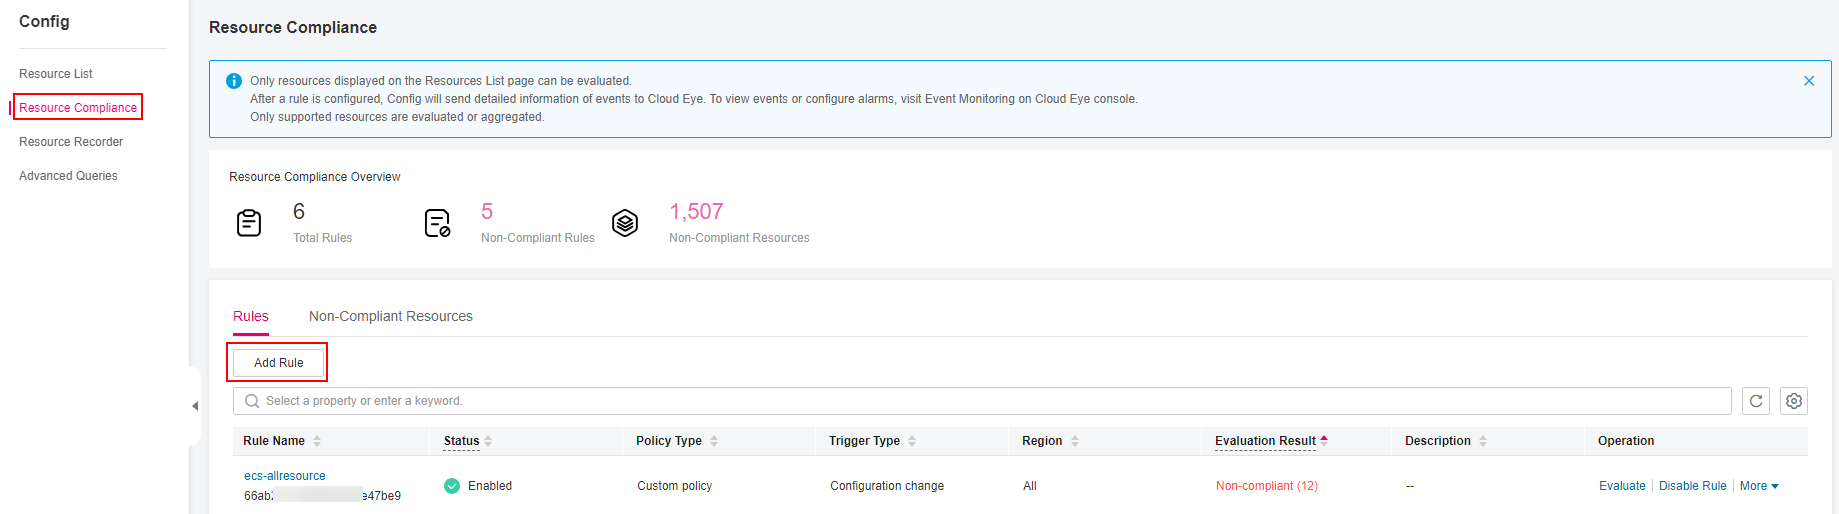 Config
Resource List
Resource Compliance
Resource Recorder
Advanced Queries
Resource Compliance
Only resources displayed on the Resources List page can be evaluated.
After a rule is configured, Config will send detailed information of events to Cloud Eye. To view events or configure alarms, visit Event Monitoring on Cloud Eye console.
Only supported resources are evaluated or aggregated.
Resource Compliance Overview
6
Total Rules
5
Non-Compliant Rules
1,507
Non-Compliant Resources
Rules Non-Compliant Resources
Add Rule
Select a property or enter a keyword.
Rule Name Status Policy Type Trigger Type Region Evaluation Result Description Operation
ecs-allresource
66ab e47be9
Enabled Custom policy Configuration change All Non-compliant (12) -- Evaluate Disable Rule More